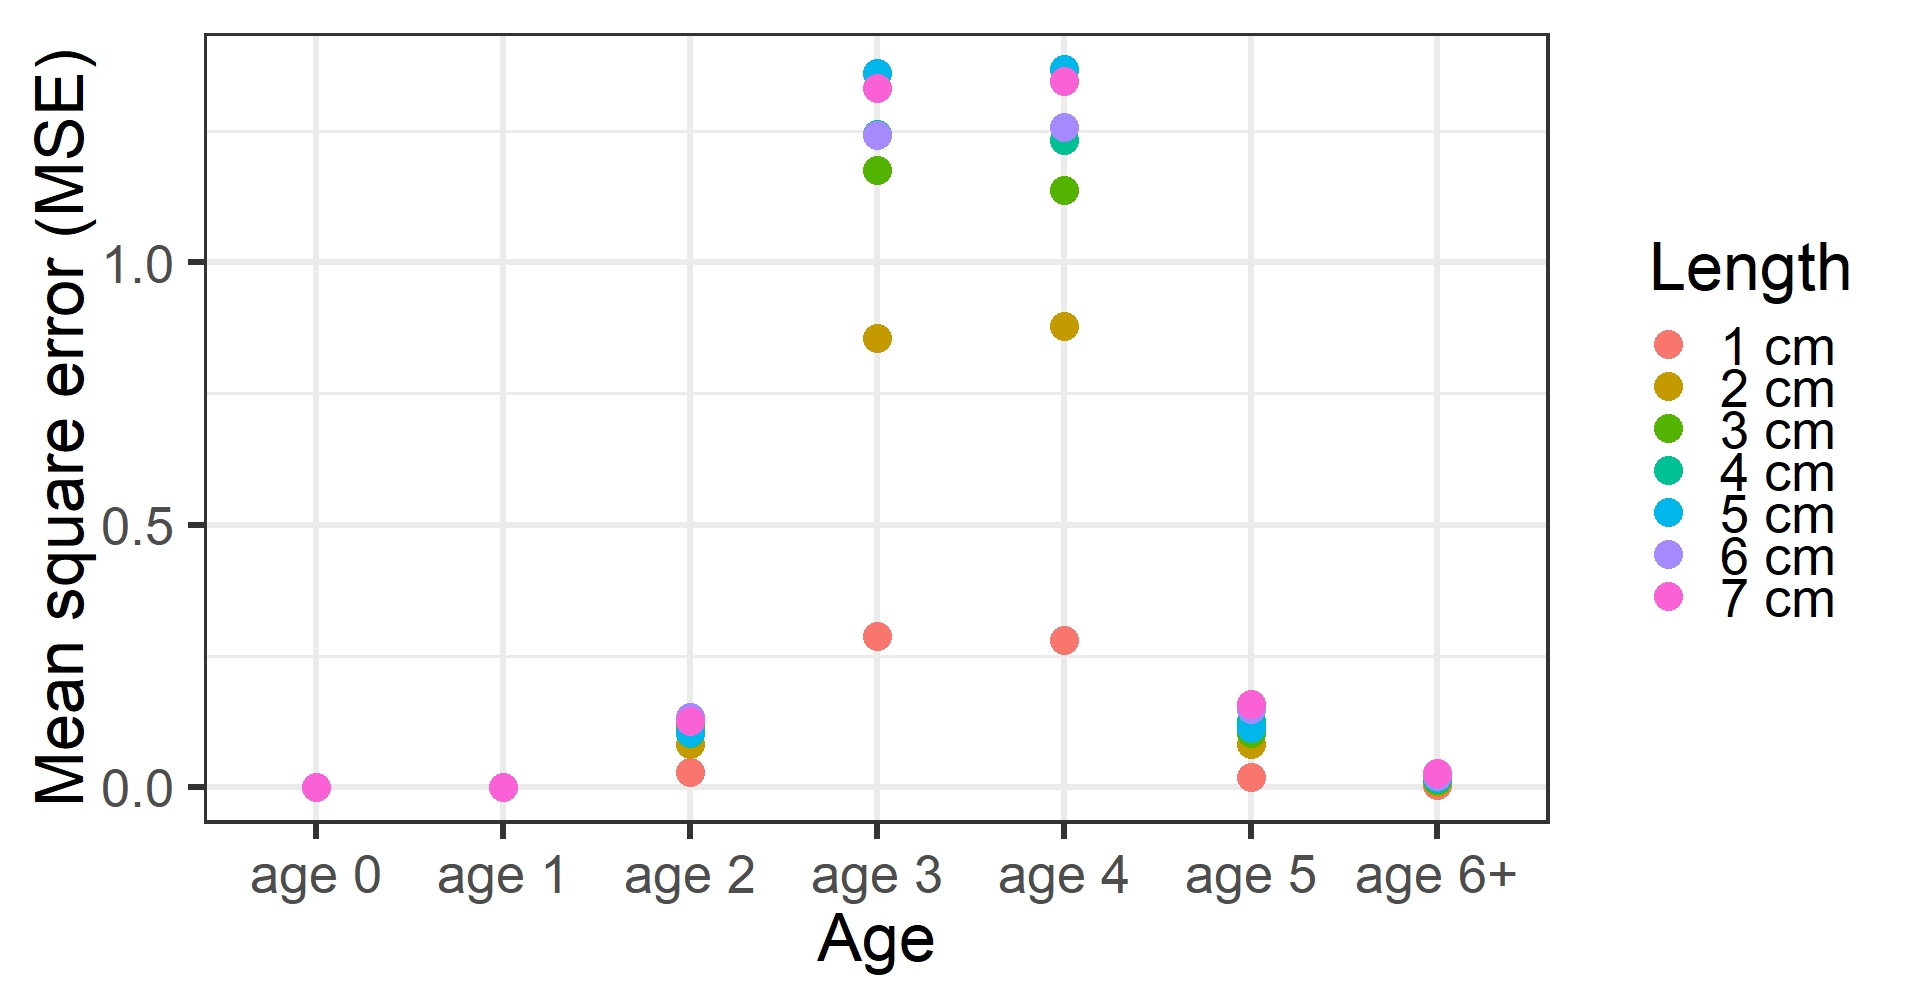 Mean square error (MSE)
1.0
0.5
0.0
age 0
age 1
age 2
age 3
age 4
age 5
age 6+
Age
Length
1 cm
2 cm
3 cm
4 cm
5 cm
6 cm
7 cm